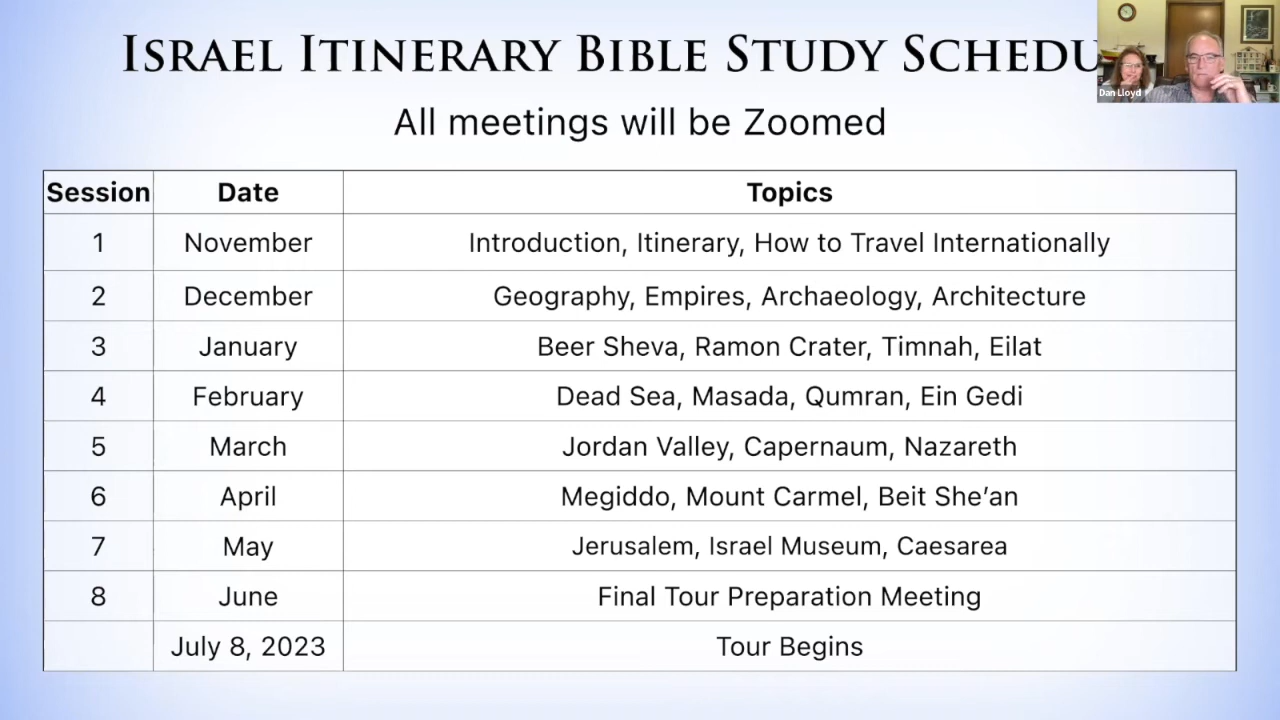 ISRAEL ITINERARY BIBLE STUDY SCHEDU
Dan Lloyd
All meetings will be Zoomed
Session Date Topics
1 November Introduction, Itinerary, How to Travel Internationally
2 December Geography, Empires, Archaeology, Architecture
3 January Beer Sheva, Ramon Crater, Timnah, Eilat
4 February Dead Sea, Masada, Qumran, Ein Gedi
5 March Jordan Valley, Capernaum, Nazareth
6 April Megiddo, Mount Carmel, Beit She’an
7 May Jerusalem, Israel Museum, Caesarea
8 June Final Tour Preparation Meeting
July 8, 2023 Tour Begins